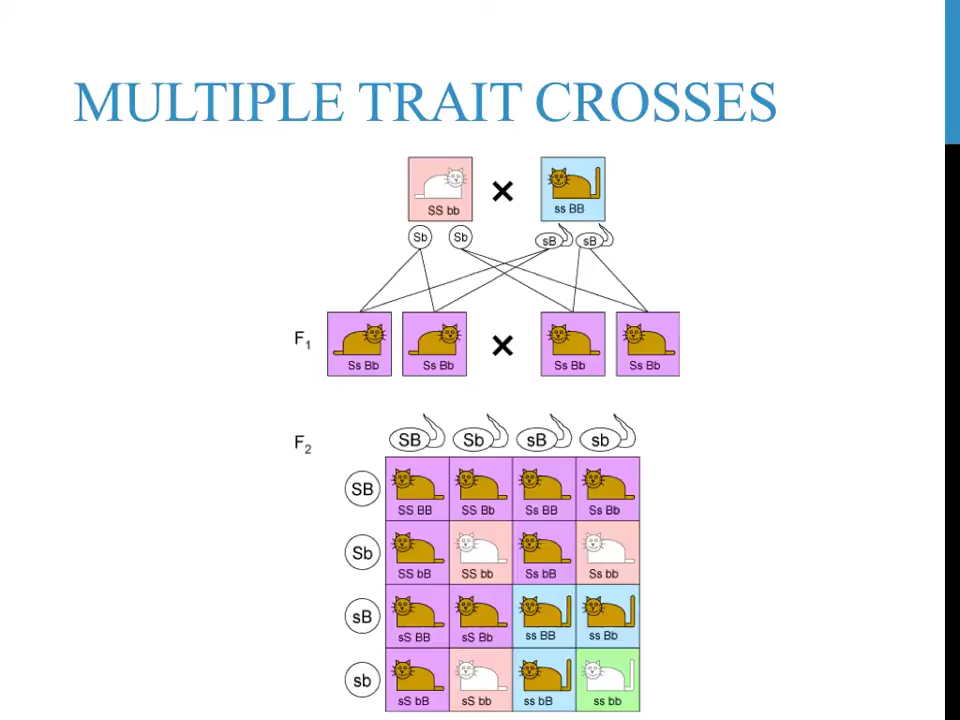 MULTIPLE TRAIT CROSSES
SS bb × ss BB
Sb Sb sB sB
F1 Ss Bb Ss Bb × Ss Bb Ss Bb
F2 SB Sb sB sb
SB SS BB SS Bb Ss BB Ss Bb
Sb SS bB SS bb Ss bB Ss bb
sB sS BB sS Bb ss BB ss Bb
sb sS bB sS bb ss bB ss bb